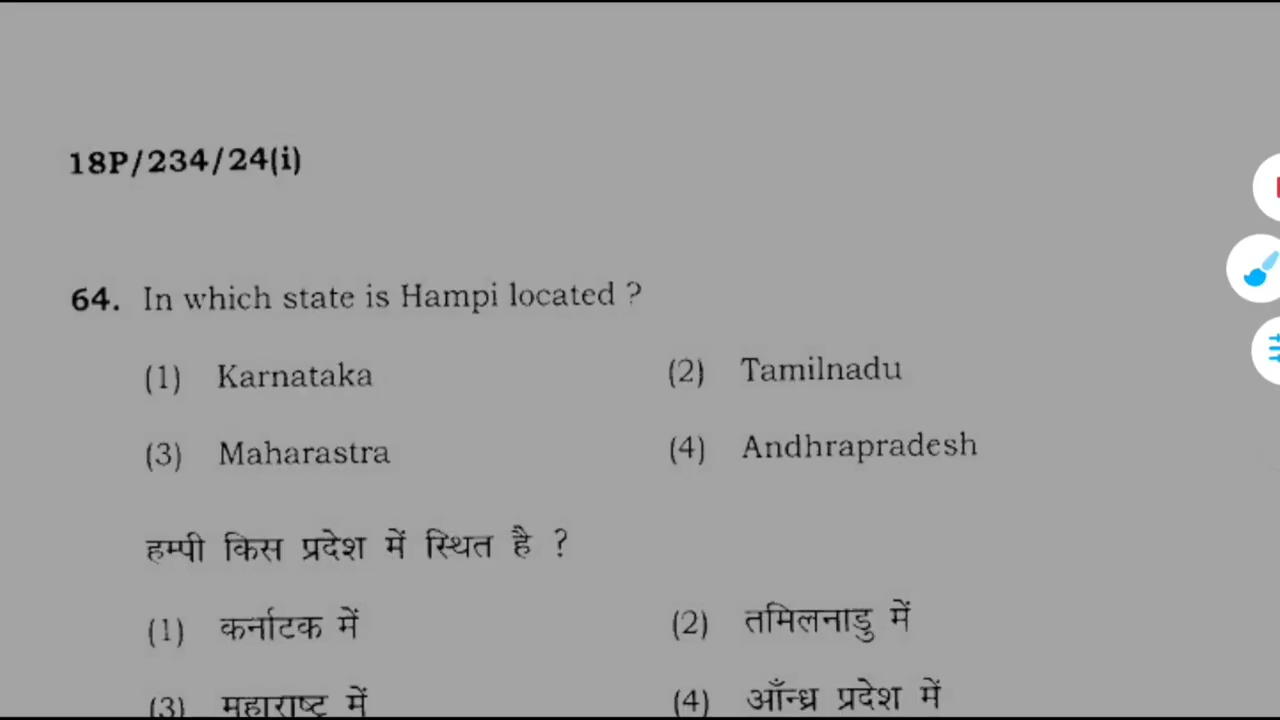 18P/234/24(i)
64. In which state is Hampi located ?
(1) Karnataka (2) Tamilnadu
(3) Maharastra (4) Andhrapradesh
हम्पी किस प्रदेश में स्थित है ?
(1) कर्नाटक में (2) तमिलनाडु में
(3) महाराष्ट्र में (4) आँन्ध्र प्रदेश में